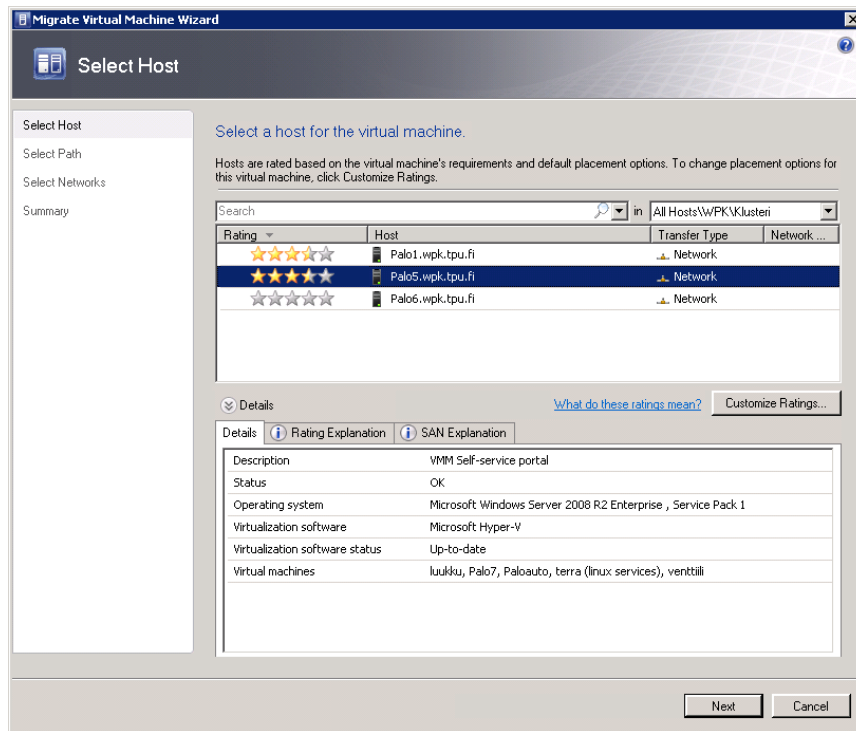 Migrate Virtual Machine Wizard
Select Host
Select Host
Select Path
Select Networks
Summary
Select a host for the virtual machine.
Hosts are rated based on the virtual machine's requirements and default placement options. To change placement options for
this virtual machine, click Customize Ratings.
Search in All Hosts\WPK\Klusteri
Rating Host Transfer Type Network ...
Palo1.wpk.tpu.fi Network
Palo5.wpk.tpu.fi Network
Palo6.wpk.tpu.fi Network
Details What do these ratings mean? Customize Ratings...
Details Rating Explanation SAN Explanation
Description VMM Self-service portal
Status OK
Operating system Microsoft Windows Server 2008 R2 Enterprise , Service Pack 1
Virtualization software Microsoft Hyper-V
Virtualization software status Up-to-date
Virtual machines luukku, Palo7, Paloauto, terra (linux services), venttiili
Next Cancel